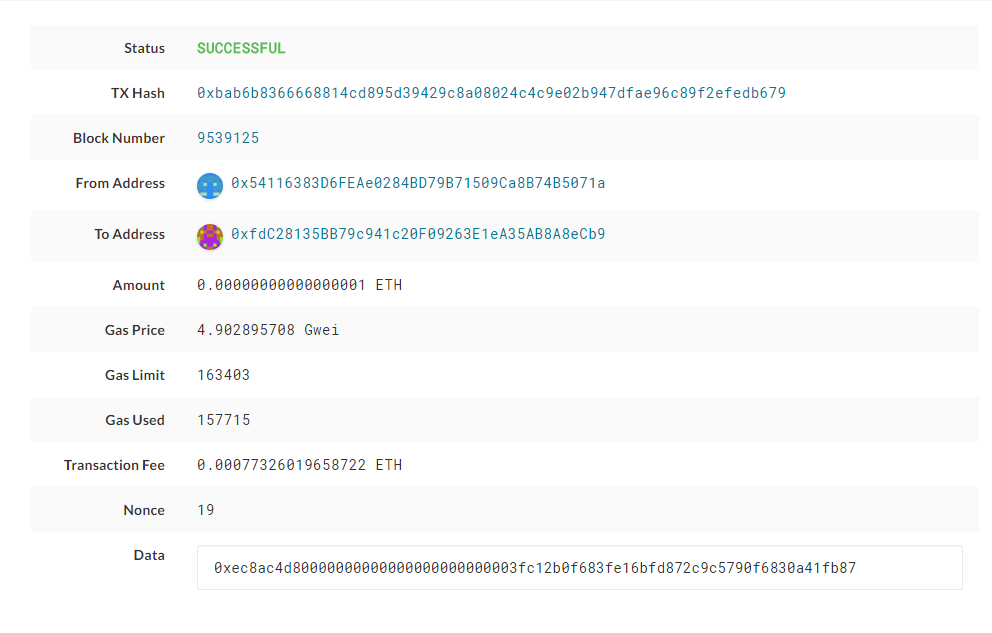 Status SUCCESSFUL
TX Hash 0xbab6b8366668814cd895d39429c8a08024c4c9e02b947dfae96c89f2efedb679
Block Number 9539125
From Address 0x54116383D6FEAe0284BD79B71509Ca8B74B5071a
To Address 0xfdC28135BB79c941c20F09263E1eA35AB8A8eCb9
Amount 0.00000000000000001 ETH
Gas Price 4.902895708 Gwei
Gas Limit 163403
Gas Used 157715
Transaction Fee 0.00077326019658722 ETH
Nonce 19
Data 0xec8ac4d80000000000000000000000003fc12b0f683fe16bfd872c9c5790f6830a41fb87